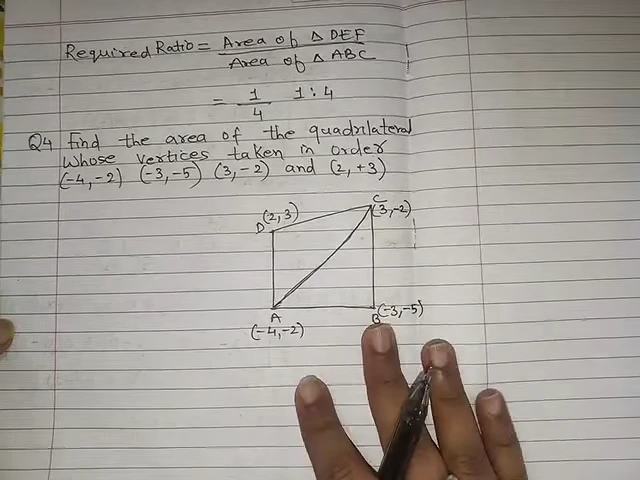 Required Ratio = Area of Δ DEF
Area of Δ ABC
= 1 1:4
4
Q4 Find the area of the quadrilateral
whose vertices taken in order
(-4,-2) (-3,-5) (3,-2) and (2,+3)
D (2,3) C (3,-2)
A B (-3,-5)
(-4,-2)